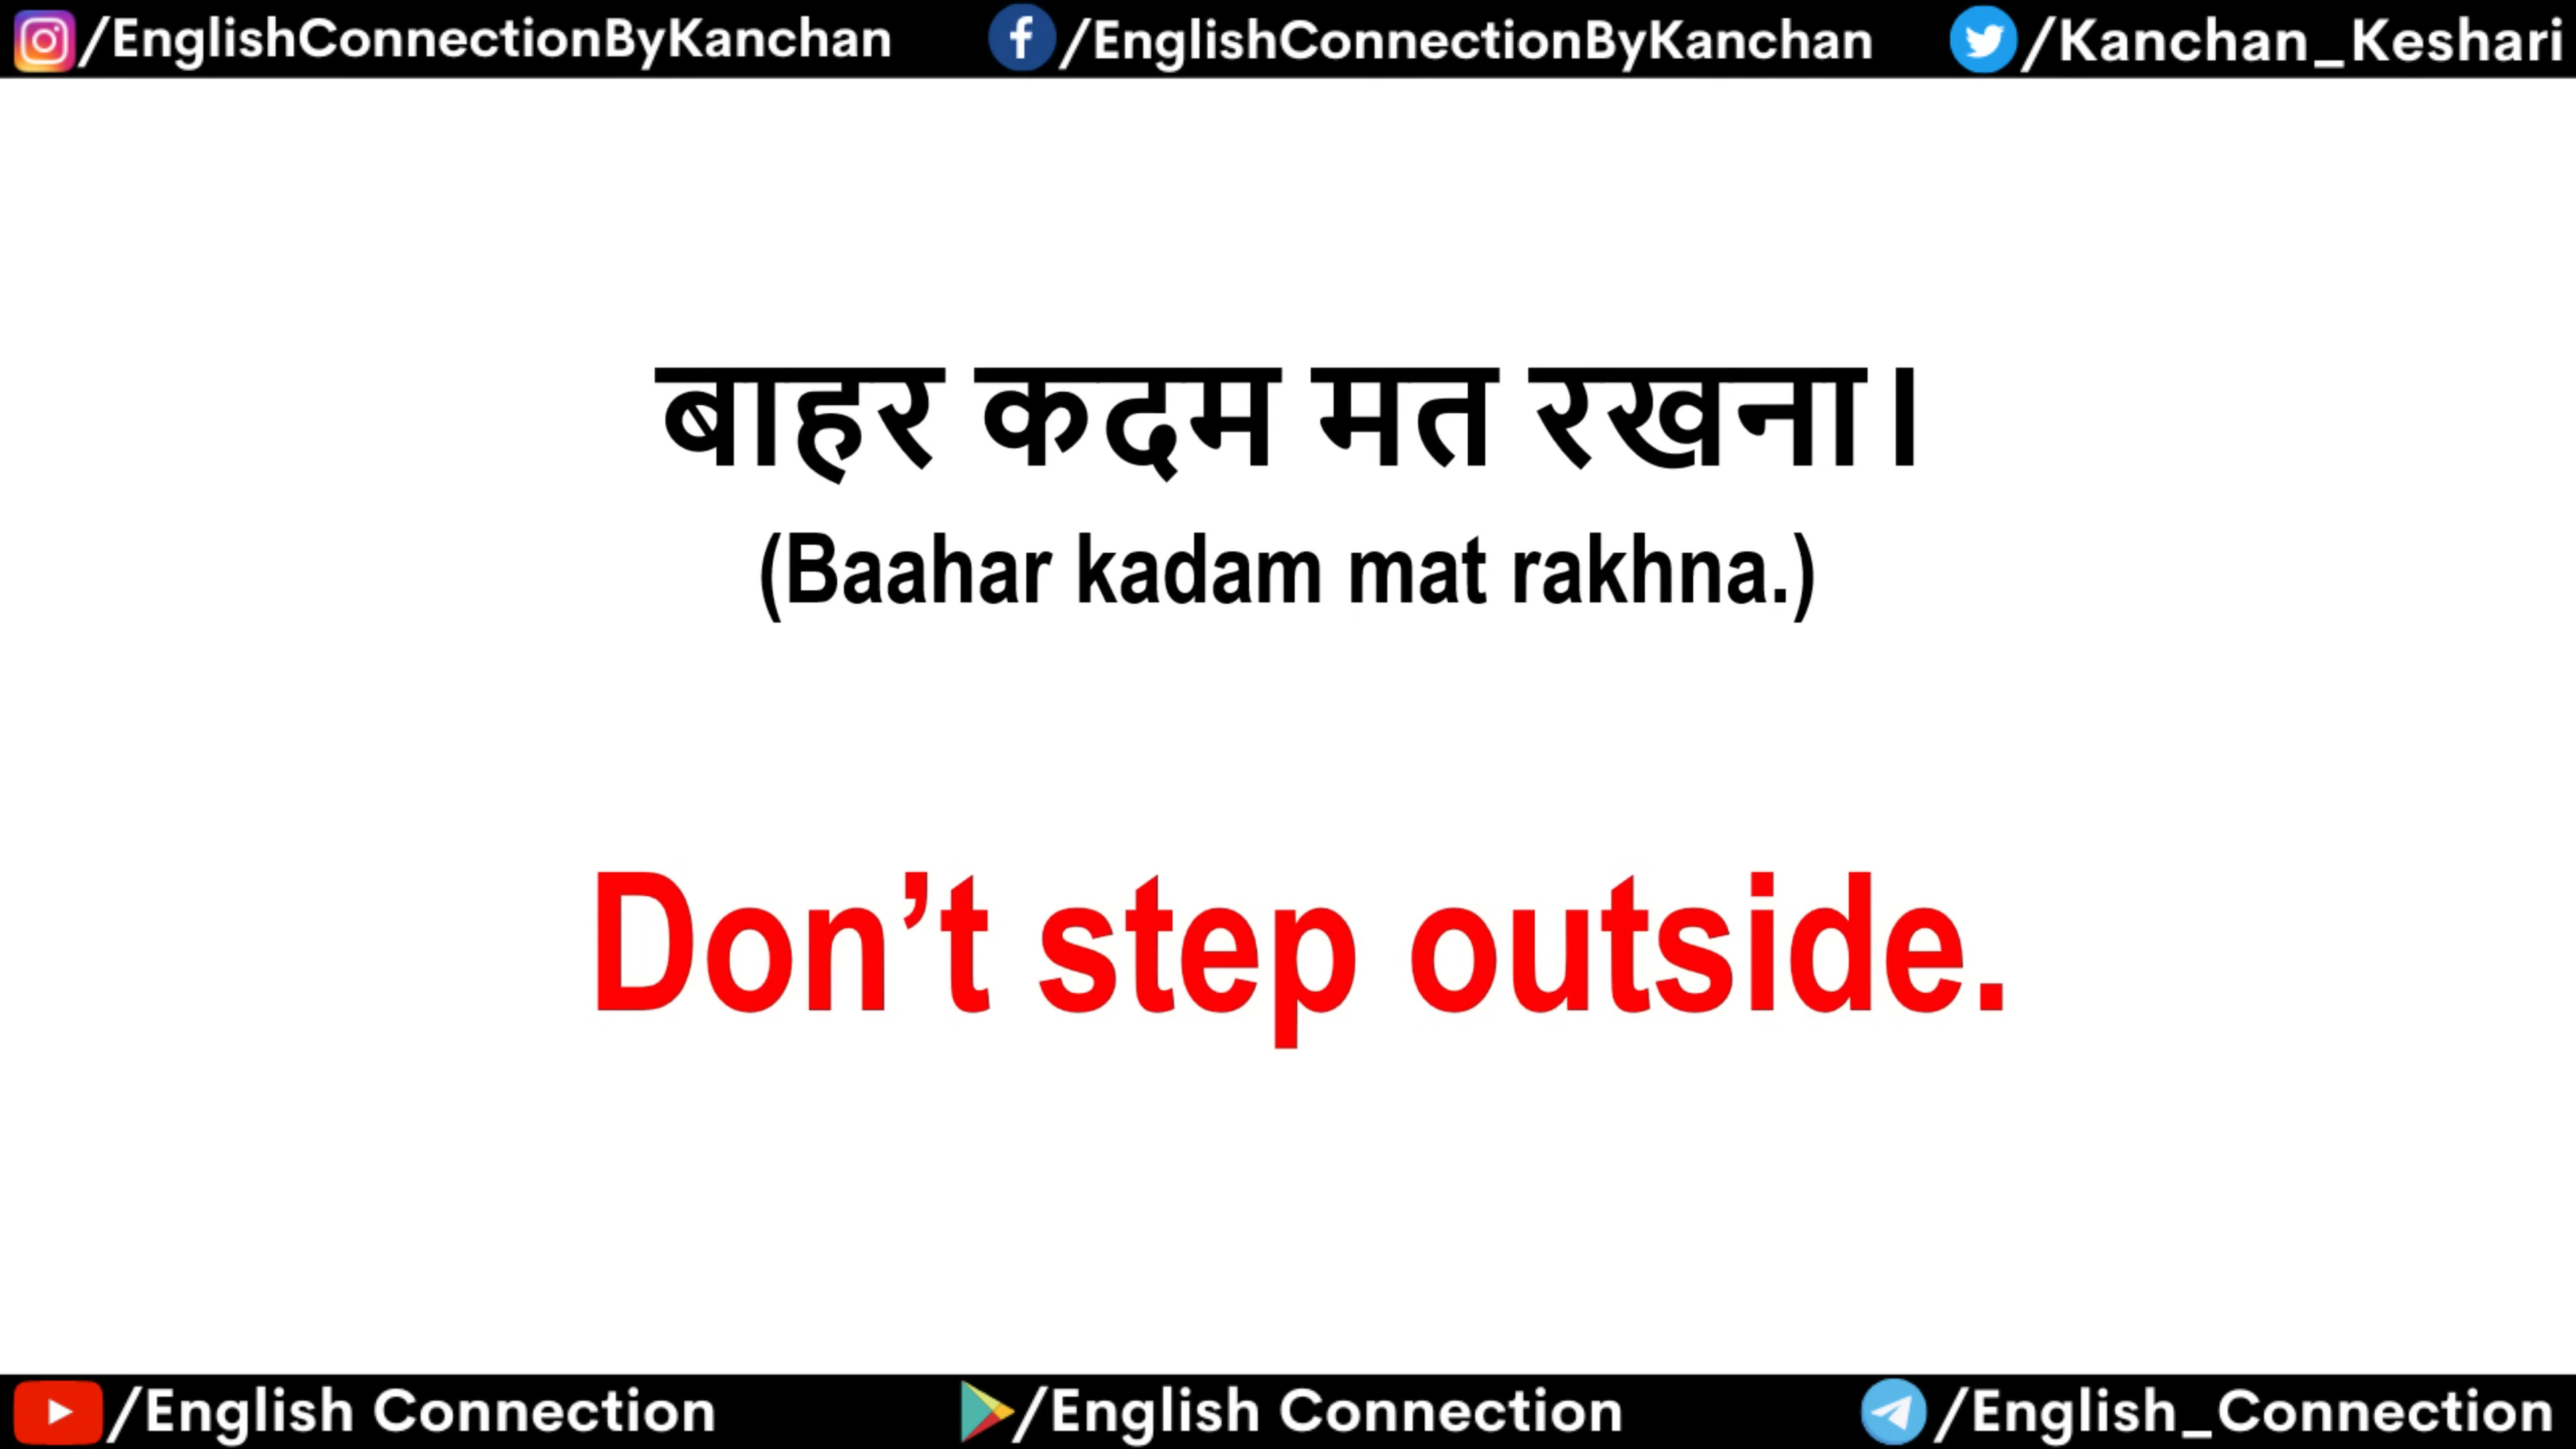 /EnglishConnectionByKanchan /EnglishConnectionByKanchan /Kanchan_Keshari
बाहर कदम मत रखना।
(Baahar kadam mat rakhna.)
Don’t step outside.
/English Connection /English Connection /English_Connection